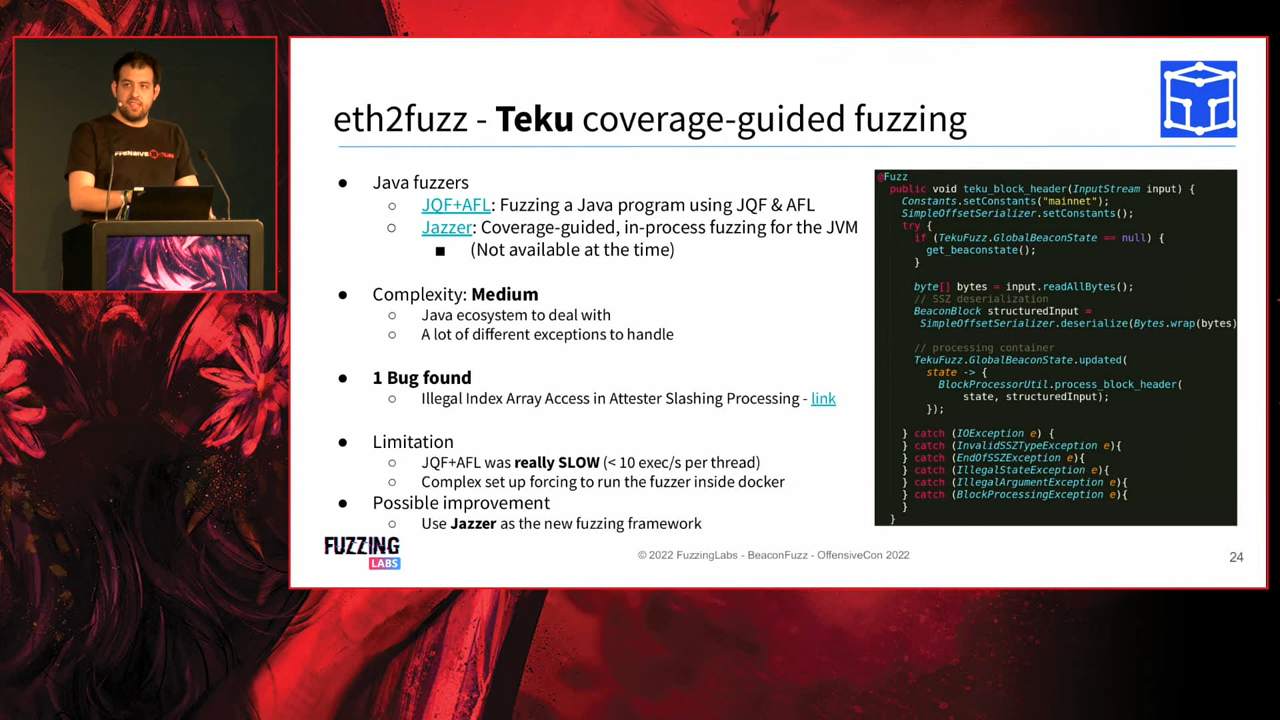 eth2fuzz - Teku coverage-guided fuzzing
● Java fuzzers
○ JQF+AFL: Fuzzing a Java program using JQF & AFL
○ Jazzer: Coverage-guided, in-process fuzzing for the JVM
■ (Not available at the time)
● Complexity: Medium
○ Java ecosystem to deal with
○ A lot of different exceptions to handle
● 1 Bug found
○ Illegal Index Array Access in Attester Slashing Processing - link
● Limitation
○ JQF+AFL was really SLOW (< 10 exec/s per thread)
○ Complex set up forcing to run the fuzzer inside docker
● Possible improvement
○ Use Jazzer as the new fuzzing framework
@Fuzz
public void teku_block_header(InputStream input) {
Constants.setConstants("mainnet");
SimpleOffsetSerializer.setConstants();
try {
if (TekuFuzz.GlobalBeaconState == null) {
get_beaconstate();
}
byte[] bytes = input.readAllBytes();
// SSZ deserialization
BeaconBlock structuredInput =
SimpleOffsetSerializer.deserialize(Bytes.wrap(bytes)
// processing container
TekuFuzz.GlobalBeaconState.updated(
state -> {
BlockProcessorUtil.process_block_header(
state, structuredInput);
});
} catch (IOException e) {
} catch (InvalidSSZTypeException e){
} catch (EndOfSSZException e){
} catch (IllegalStateException e){
} catch (IllegalArgumentException e){
} catch (BlockProcessingException e){
}
}
FUZZING
LABS
© 2022 FuzzingLabs - BeaconFuzz - OffensiveCon 2022
24